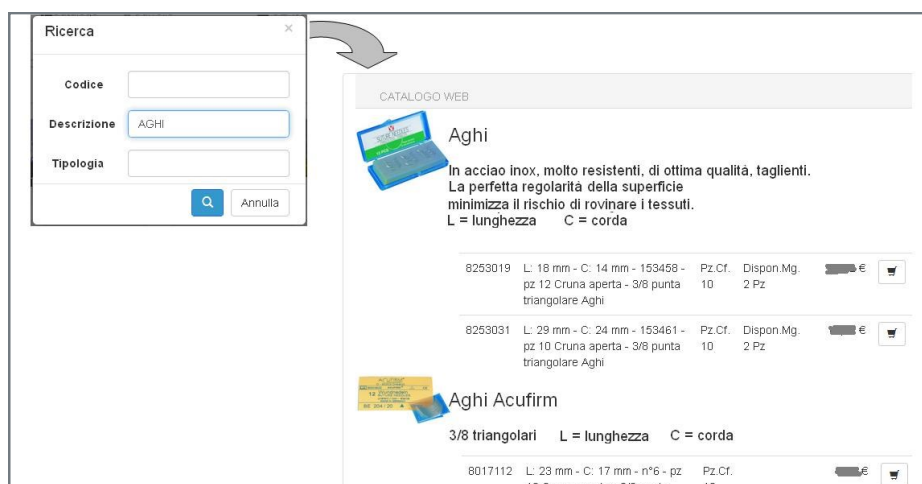 Ricerca ×
Codice
Descrizione AGHI
Tipologia
Annulla
CATALOGO WEB
Aghi
In acciao inox, molto resistenti, di ottima qualità, taglienti.
La perfetta regolarità della superficie
minimizza il rischio di rovinare i tessuti.
L = lunghezza C = corda
8253019 L: 18 mm - C: 14 mm - 153458 - Pz.Cf. Dispon.Mg. €
pz 12 Cruna aperta - 3/8 punta 10 2 Pz
triangolare Aghi
8253031 L: 29 mm - C: 24 mm - 153461 - Pz.Cf. Dispon.Mg. €
pz 10 Cruna aperta - 3/8 punta 10 2 Pz
triangolare Aghi
Aghi Acufirm
3/8 triangolari L = lunghezza C = corda
8017112 L: 23 mm - C: 17 mm - n°6 - pz Pz.Cf. €